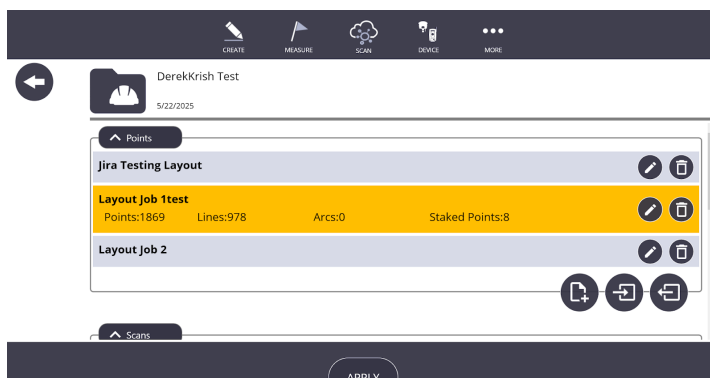 CREATE MEASURE SCAN DEVICE MORE
DerekKrish Test
5/22/2025
Points
Jira Testing Layout
Layout Job 1test
Points:1869 Lines:978 Arcs:0 Staked Points:8
Layout Job 2
Scans
APPLY